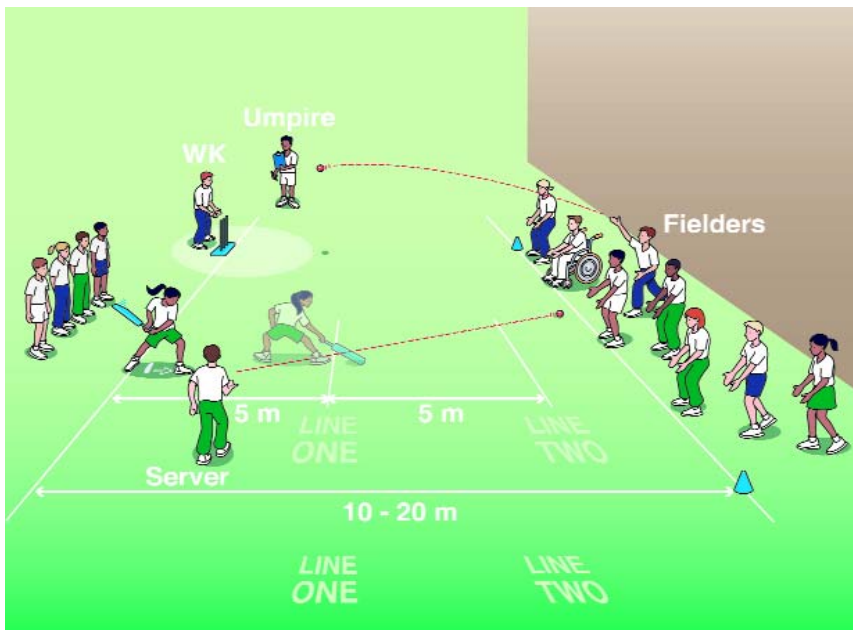 Umpire
WK
Fielders
5 m
5 m
LINE
ONE
LINE
TWO
Server
10 - 20 m
LINE
ONE
LINE
TWO